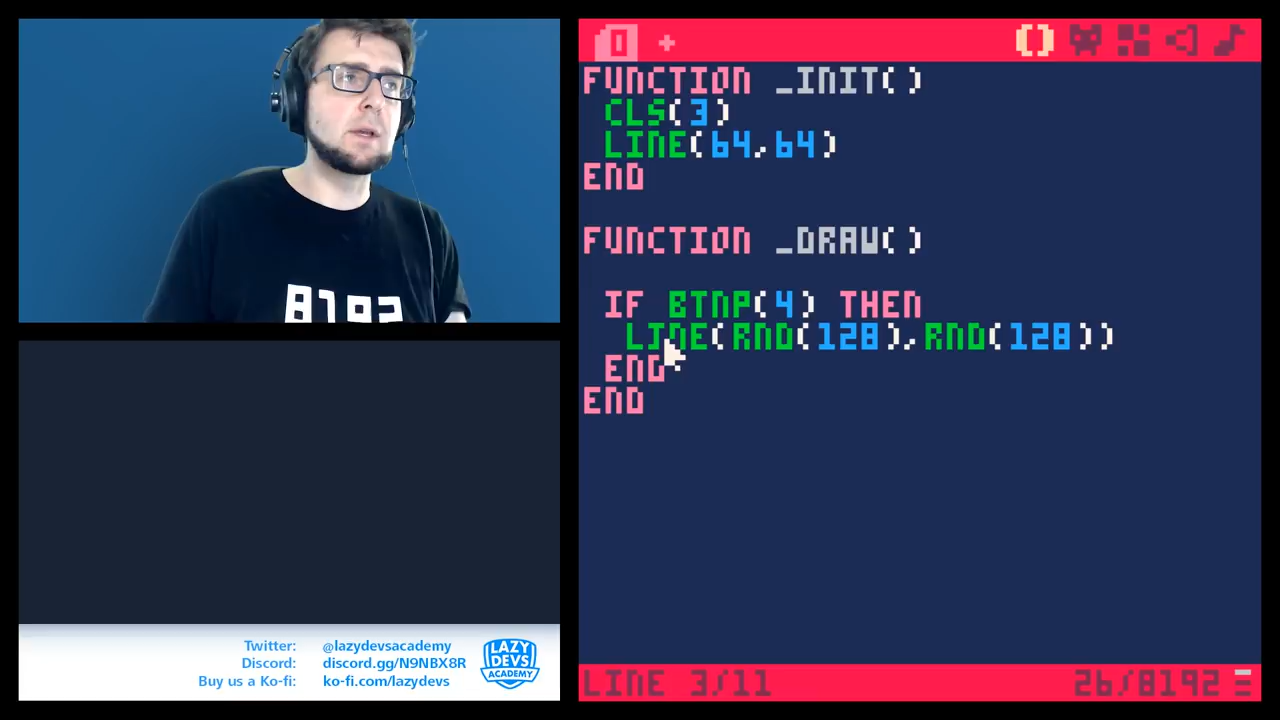 FUNCTION _INIT()
CLS(3)
LINE(64,64)
END
FUNCTION _DRAW()
IF BTNP(4) THEN
LINE(RND(128),RND(128))
END
END
LINE 3/11
26/8192
8192
Twitter: @lazydevsacademy
Discord: discord.gg/N9NBX8R
Buy us a Ko-fi: ko-fi.com/lazydevs
LAZY
DEVS
ACADEMY